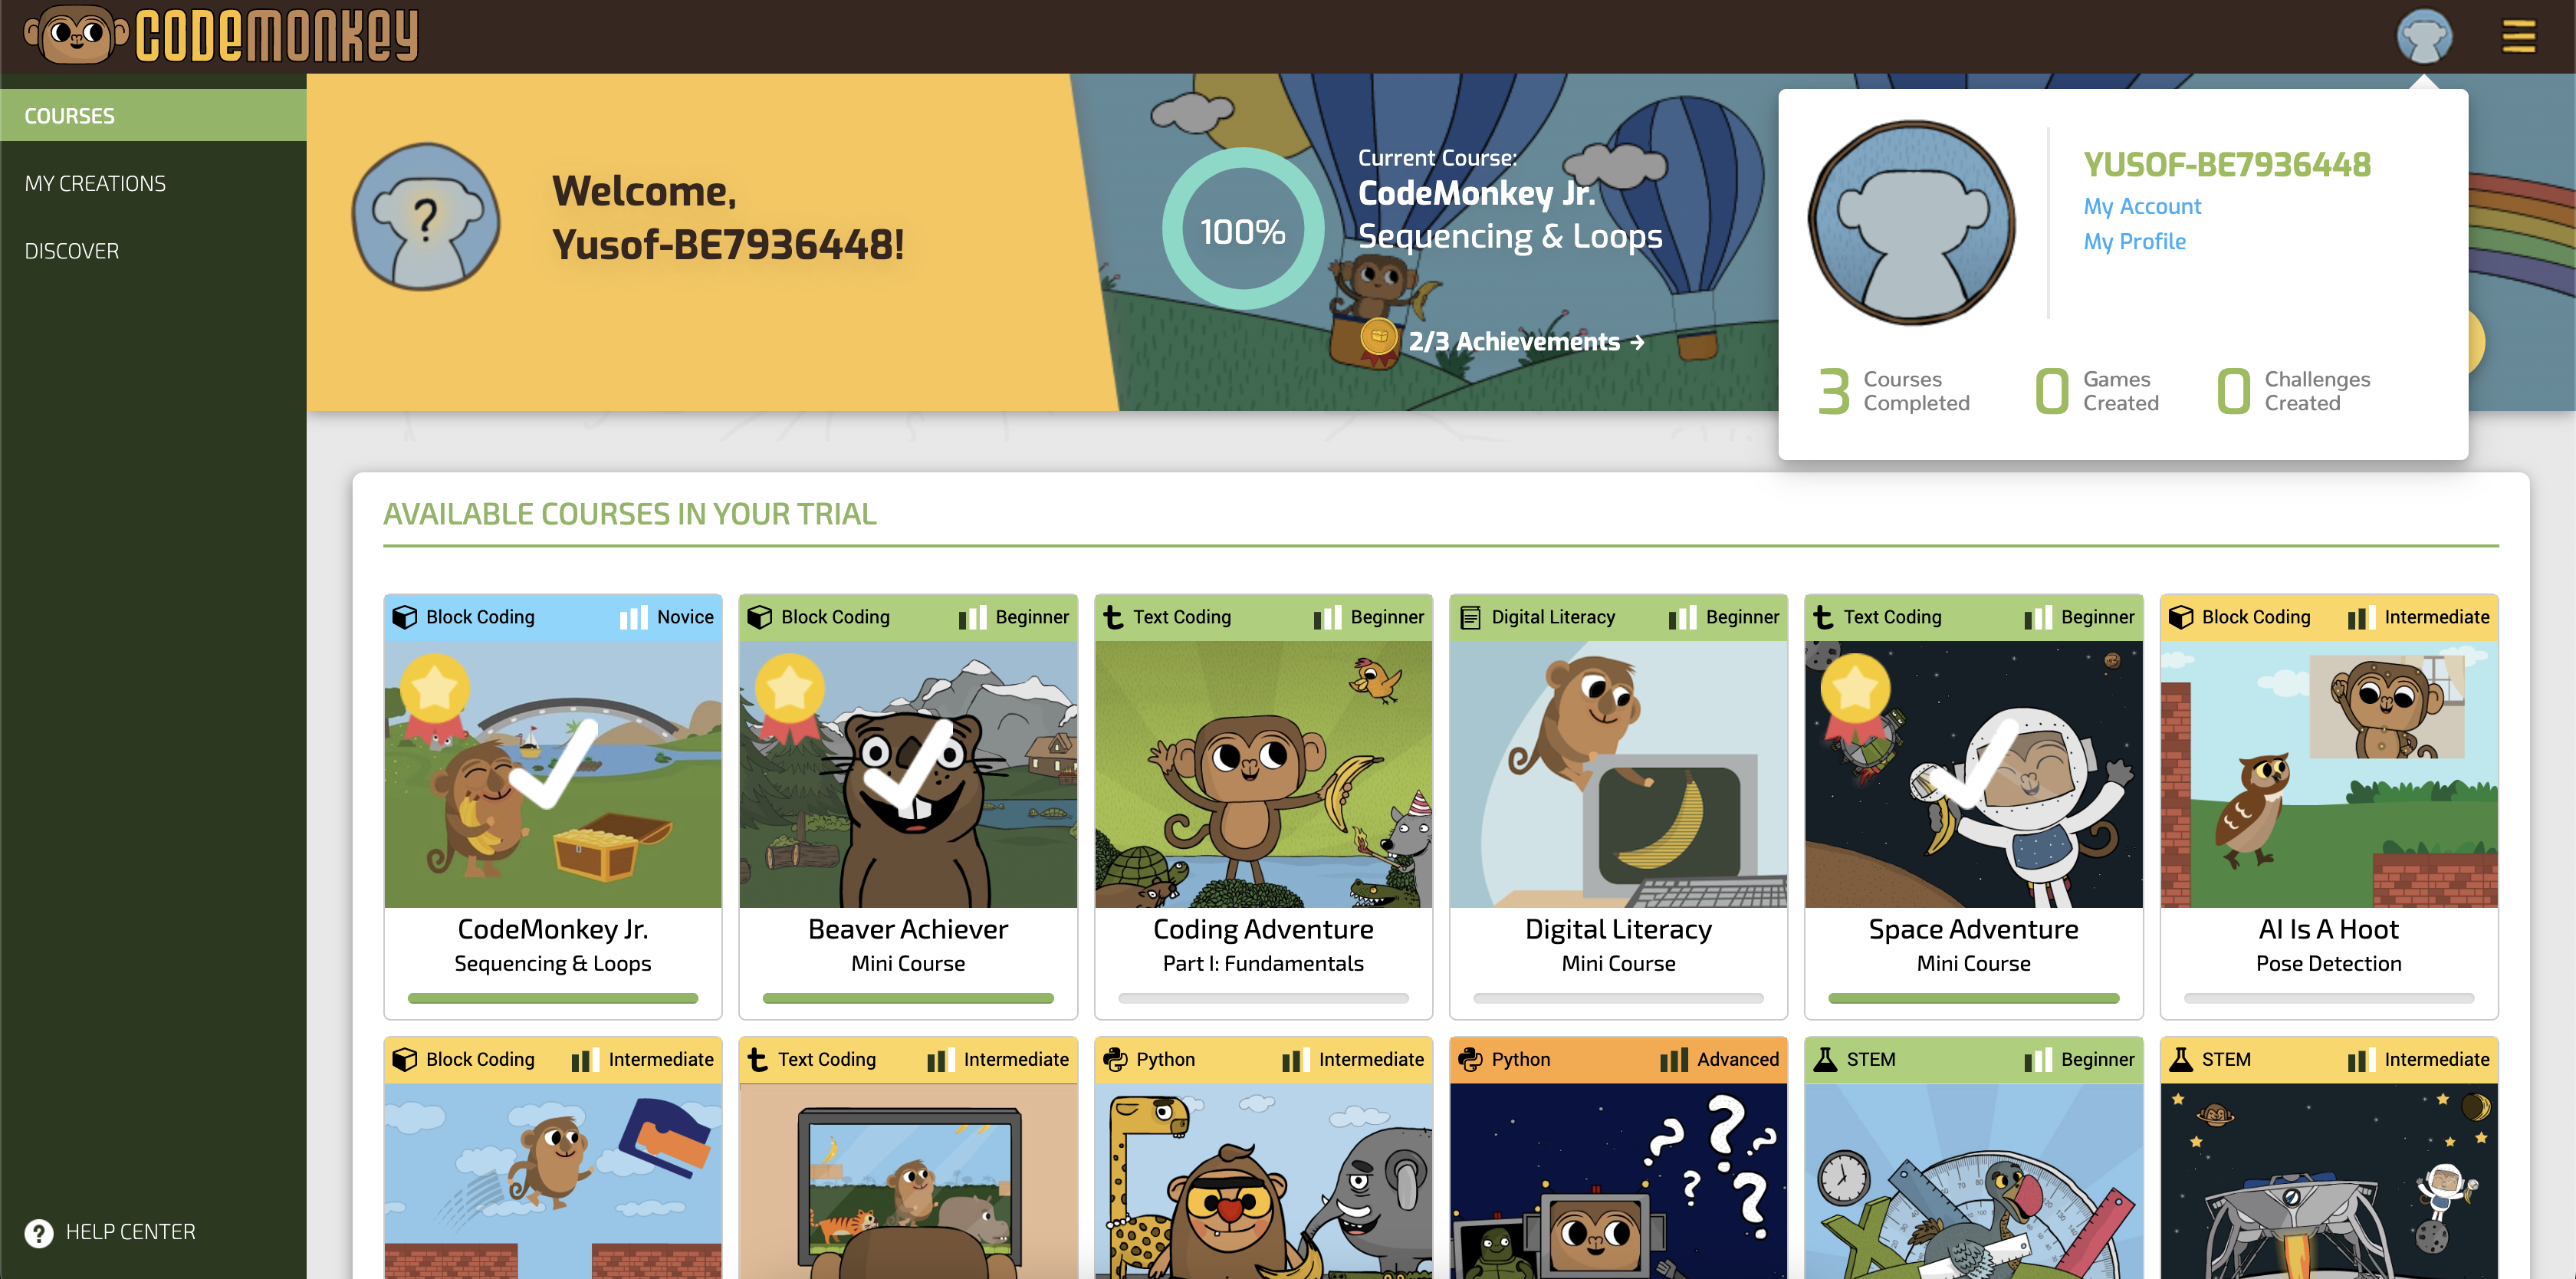 CODEMONKEY
COURSES
MY CREATIONS
DISCOVER
HELP CENTER
?
Welcome,
Yusof-BE7936448!
100%
Current Course:
CodeMonkey Jr.
Sequencing & Loops
2/3 Achievements →
YUSOF-BE7936448
My Account
My Profile
3 Courses Completed
0 Games Created
0 Challenges Created
AVAILABLE COURSES IN YOUR TRIAL
Block Coding Novice
CodeMonkey Jr.
Sequencing & Loops
Block Coding Beginner
Beaver Achiever
Mini Course
Text Coding Beginner
Coding Adventure
Part I: Fundamentals
Digital Literacy Beginner
Digital Literacy
Mini Course
Text Coding Beginner
Space Adventure
Mini Course
Block Coding Intermediate
AI Is A Hoot
Pose Detection
Block Coding Intermediate
Text Coding Intermediate
Python Intermediate
Python Advanced
STEM Beginner
STEM Intermediate